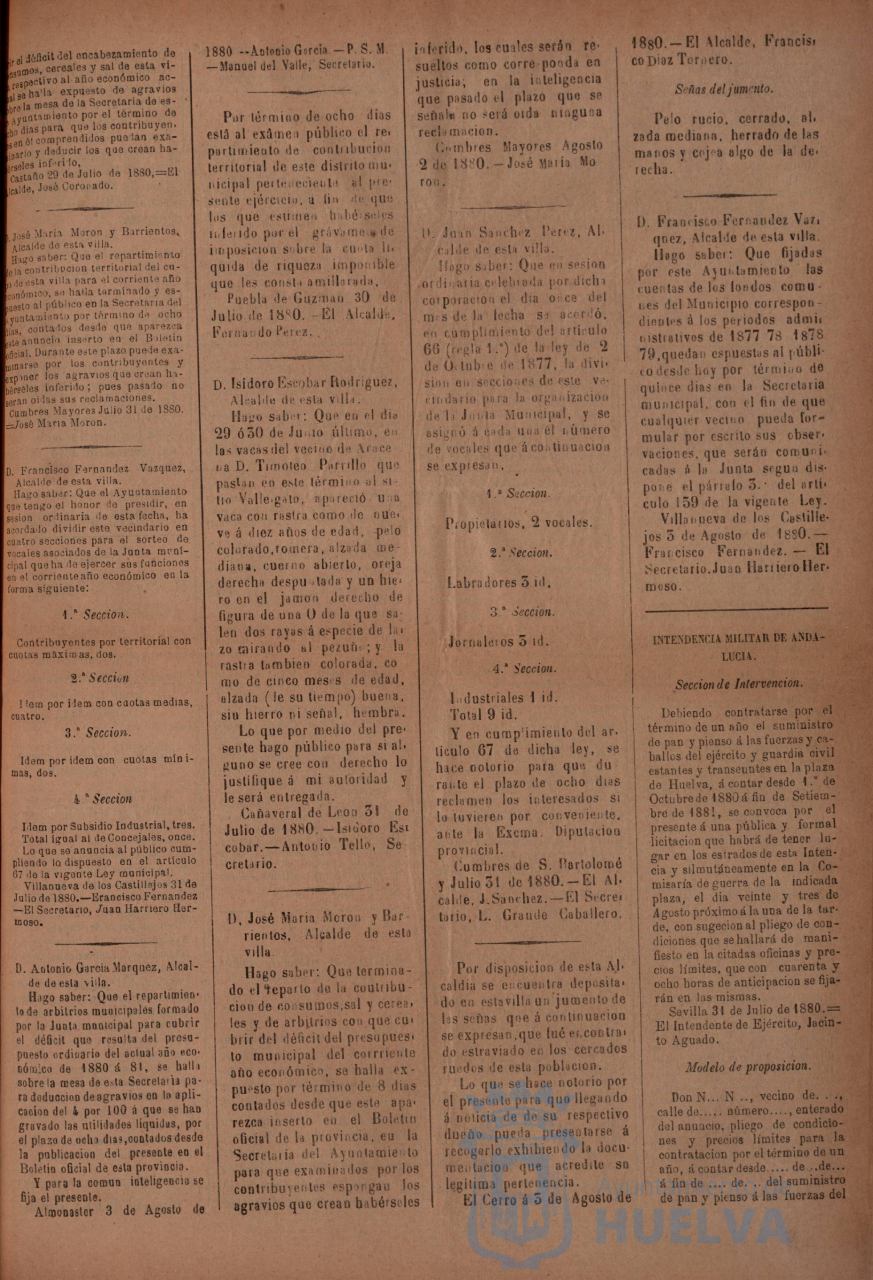 el déficit del encabezamiento de
cereales y sal de esta vi-
respectivo al año económico ac-
se halla expuesto de agravios
la mesa de la Secretaria de es-
yuntamiento por el término de
dias para que los contribuyen,
en él comprendidos puedan exa-
y deducir los que crean ha-
inferito,
Castaño 29 de Julio de 1880,=El
José Coronado.
José Maria Moron y Barrientos,
Alcalde de esta villa.
Hago saber: Que el repartimiento
la contribucion territorial del cu-
de esta villa para el corriente año
económico, se halla terminado y es-
puesto al público en la Secretaria del
yuntamiento por término de ocho
contados desde que aparezca
este anuncio inserto en el Boletin
oficial. Durante este plazo puede exa-
minarse por los contribuyentes y
exponer los agravios que crean ha-
bérseles inferido; pues pasado no
seran oidas sus reclamaciones.
Cumbres Mayores Julio 31 de 1880.
=José Maria Moron.
D. Francisco Fernandez Vazquez,
Alcalde de esta villa.
Hago saber: Que el Ayuntamiento
que tengo el honor de presidir, en
sesion ordinaria de esta fecha, ha
acordado dividir este vecindario en
cuatro secciones para el sorteo de
vocales asociados de la Junta muni-
cipal que ha de ejercer sus funciones
en el corriente año económico en la
forma siguiente:
1.ª Seccion.
Contribuyentes por territorial con
cuotas máximas, dos.
2.ª Seccion
Idem por idem con cuotas medias,
cuatro.
3.ª Seccion.
Idem por idem con cuotas mini-
mas, dos.
4 ª Seccion
Idem por Subsidio Industrial, tres.
Total igual al de Concejales, once.
Lo que se anuncia al público cum-
pliendo lo dispuesto en el articulo
67 de la vigente Ley municipal.
Villanueva de los Castillejos 31 de
Julio de 1880.—Erancisco Fernandez
—El Secretario, Juan Harriero Her-
moso.
D. Antonio Garcia Marquez, Alcal-
de de esta villa.
Hago saber: Que el repartimien-
to de arbitrios municipales formado
por la Junta municipal para cubrir
el déficit que resulta del presu-
puesto ordinario del actual año eco-
nómico de 1880 á 81, se halla
sobre la mesa de esta Secretaria pa-
ra deduccion de agravios en la apli-
cacion del 4 por 100 á que se han
gravado las utilidades liquidas, por
el plazo de ocho dias, contados desde
la publicacion del presente en el
Boletin oficial de esta provincia.
Y para la comun inteligencia se
fija el presente.
Almonaster 3 de Agosto de
1880 --Antonio Garcia.—P. S. M.
—Manuel del Valle, Secretario.
Por término de ocho dias
está al exámen público el re-
partimiento de contribucion
territorial de este distrito mu-
nicipal perteneciente al pre-
sente ejércicio, a fin de que
los que estimen habérseles
inferido por el grávamen de
imposicion sobre la cuota li-
quida de riqueza imponible
que les consta amillarada.
Puebla de Guzman 30 de
Julio de 1880. —El Alcalde,
Fernando Perez.
D. Isidoro Escobar Rodriguez,
Alcalde de esta villa.
Hago saber: Que en el dia
29 ó 30 de Junio último, en
las vacas del vecino de Arace
na D. Timoteo Parrillo que
pastan en este término al si-
tio Vallegato, apareció una
vaca con rastra como de nue-
ve á diez años de edad, pelo
colorado, romera, alzada me-
diana, cuerno abierto, oreja
derecha despuntada y un hie-
ro en el jamon derecho de
figura de una O de la que sa-
len dos rayas á especie de la-
zo mirando al pezuñe; y la
rastra tambien colorada, co
mo de cinco meses de edad,
alzada (de su tiempo) buena,
sin hierro ni señal, hembra.
Lo que por medio del pre-
sente hago público para si al-
guno se cree con derecho lo
justifique á mi autoridad y
le será entregada.
Cañaveral de Leon 31 de
Julio de 1880. —Isidoro Es-
cobar.—Antonio Tello, Se-
cretario.
D, José Maria Moron y Bar-
rientos, Alcalde de esta
villa.
Hago saber: Que termina-
do el reparto de la contribu-
cion de consumos, sal y cerea-
les y de arbitrios con que cu-
brir del déficit del presupues-
to municipal del corriente
año económico, se halla ex-
puesto por término de 8 dias
contados desde que este apa-
rezca inserto en el Boletin
oficial de la provincia, en la
Secretaria del Ayuntamiento
para que examinados por los
contribuyentes espongan los
agravios que crean habérseles
inferido, los cuales serán re-
sueltos como corresponda en
justicia; en la inteligencia
que pasado el plazo que se
señala no será oida ninguna
reclamacion.
Cumbres Mayores Agosto
2 de 1880.—José Maria Mo
ron.
D. Juan Sanchez Perez, Al-
calde de esta villa.
Hago saber: Que en sesion
ordinaria celebrada por dicha
corporacion el dia once del
mes de la fecha se acordó,
en cumplimiento del articulo
66 (regla 1.ª) de la ley de 2
de Octubre de 1877, la divi-
sion en secciones de este ve-
cindario para la organizacion
de la Junta Municipal, y se
asignó á cada una el número
de vocales que á continuacion
se expresan.
1.ª Seccion.
Propietarios, 2 vocales.
2.ª Seccion.
Labradores 3 id.
3.ª Seccion.
Jornaleros 3 id.
4.ª Seccion.
Industriales 1 id.
Total 9 id.
Y en cumplimiento del ar-
ticulo 67 de dicha ley, se
hace notorio para que du-
rante el plazo de ocho dias
reclamen los interesados si
lo tuvieren por conveniente,
ante la Excma. Diputacion
provincial.
Cumbres de S. Bartolomé
y Julio 31 de 1880.—El Al-
calde, J. Sanchez.—El Secre-
tario, L. Grande Caballero.
Por disposicion de esta Al-
caldia se encuentra deposita-
do en esta villa un jumento de
las señas que á continuacion
se expresan, que fué encontra-
do estraviado en los cercados
ruedos de esta poblacion.
Lo que se hace notorio por
el presente para que llegando
á noticia de de su respectivo
dueño pueda presentarse á
recogerlo exhibiendo la docu-
mentacion que acredite su
legitima pertenencia.
El Cerro á 3 de Agosto de
1880.—El Alcalde, Francis-
co Diaz Ternero.
Señas del jumento.
Pelo rucio, cerrado, al-
zada mediana, herrado de las
manos y cojea algo de la de-
recha.
D. Francisco Fernandez Vaz-
quez, Alcalde de esta villa.
Hago saber: Que fijadas
por este Ayuntamiento las
cuentas de los fondos comu-
nes del Municipio correspon-
dientes á los periodos admi-
nistrativos de 1877 78 1878
79, quedan espuestas al públi-
co desde hoy por término de
quince dias en la Secretaria
municipal, con el fin de que
cualquier vecino pueda for-
mular por escrito sus obser-
vaciones, que serán comuni-
cadas á la Junta segun dis-
pone el párrafo 3.º del arti-
culo 159 de la vigente Ley.
Villanueva de los Castille-
jos 3 de Agosto de 1880.—
Francisco Fernandez. — El
Secretario. Juan Harriero Her-
moso.
INTENDENCIA MILITAR DE ANDA-
LUCIA.
Seccion de Intervencion.
Debiendo contratarse por el
término de un año el suministro
de pan y pienso á las fuerzas y ca-
ballos del ejército y guardia civil
estantes y transeuntes en la plaza
de Huelva, á contar desde 1.º de
Octubre de 1880 á fin de Setiem-
bre de 1881, se convoca por el
presente á una pública y formal
licitacion que habrá de tener lu-
gar en los estrados de esta Inten-
cia y silmutáneamente en la Co-
misaría de guerra de la indicada
plaza, el dia veinte y tres de
Agosto próximo á la una de la tar-
de, con sugecion al pliego de con-
diciones que se hallará de mani-
fiesto en la citadas oficinas y pre-
cios límites, que con cuarenta y
ocho horas de anticipacion se fija-
rán en las mismas.
Savilla 31 de Julio de 1880.=
El Intendente de Ejército, Jacin-
to Aguado.
Modelo de proposicion.
Don N... N .., vecino de. . .,
calle de..... número...., enterado
del anuncio, pliego de condicio-
nes y precios límites para la
contratacion por el término de un
año, á contar desde..... de ..de...
á fin de .... de. .. del suministro
de pan y pienso á las fuerzas del
HUELVA